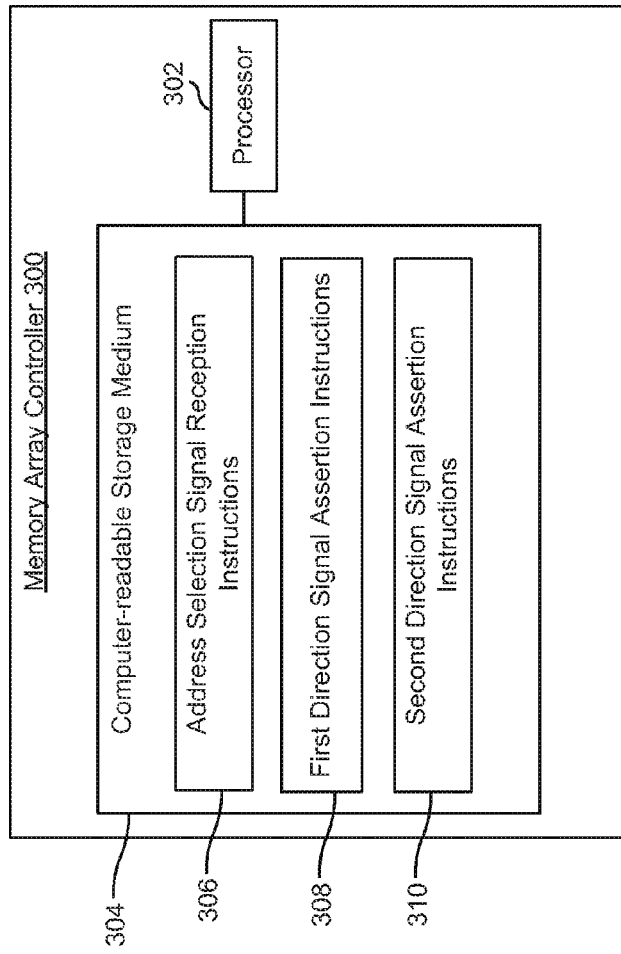 Memory Array Controller 300
302
Processor
304
Computer-readable Storage Medium
306
Address Selection Signal Reception
Instructions
308
First Direction Signal Assertion Instructions
310
Second Direction Signal Assertion
Instructions